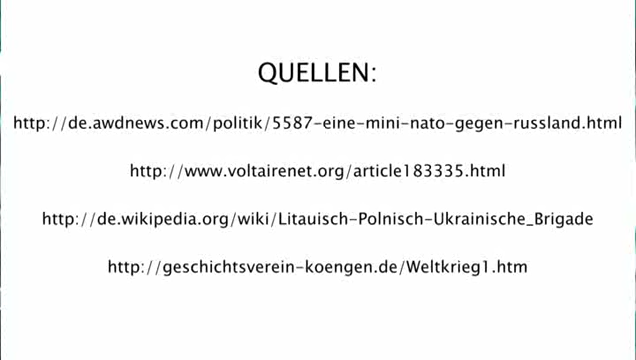 QUELLEN:
http://de.awdnews.com/politik/5587-eine-mini-nato-gegen-russland.html
http://www.voltairenet.org/article183335.html
http://de.wikipedia.org/wiki/Litauisch-Polnisch-Ukrainische_Brigade
http://geschichtsverein-koengen.de/Weltkrieg1.htm